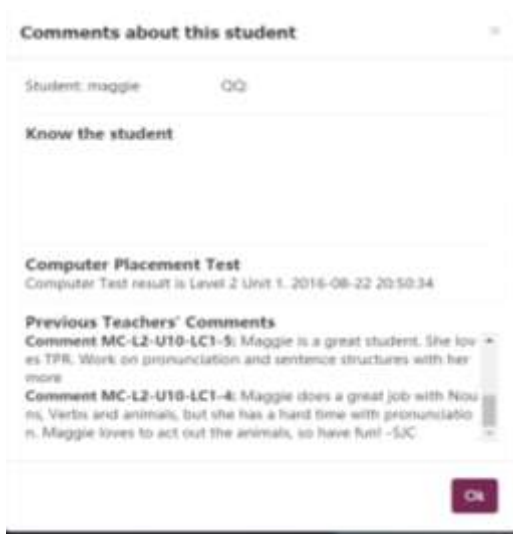 Comments about this student ×
Student: maggie QQ:
Know the student
Computer Placement Test
Computer Test result is Level 2 Unit 1. 2016-08-22 20:50:34
Previous Teachers' Comments
Comment MC-L2-U10-LC1-5: Maggie is a great student. She lov
es TPR. Work on pronunciation and sentence structures with her
more
Comment MC-L2-U10-LC1-4: Maggie does a great job with Nou
ns, Verbs and animals, but she has a hard time with pronunciatio
n. Maggie loves to act out the animals, so have fun! -SJC
Ok